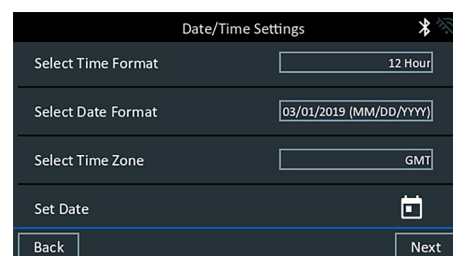 Date/Time Settings
Select Time Format 12 Hour
Select Date Format 03/01/2019 (MM/DD/YYYY)
Select Time Zone GMT
Set Date
Back Next